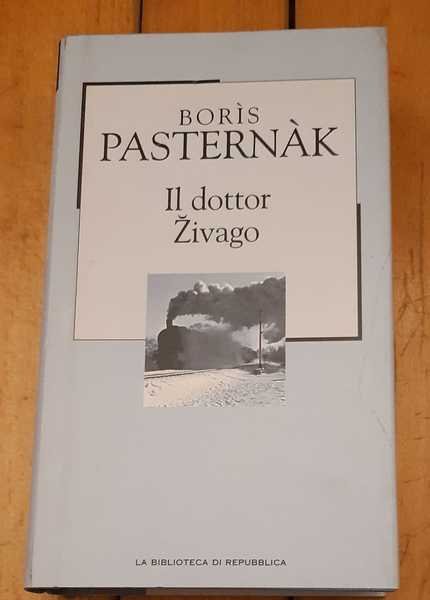 BORÌS
PASTERNÀK
Il dottor
Živago
LA BIBLIOTECA DI REPUBBLICA